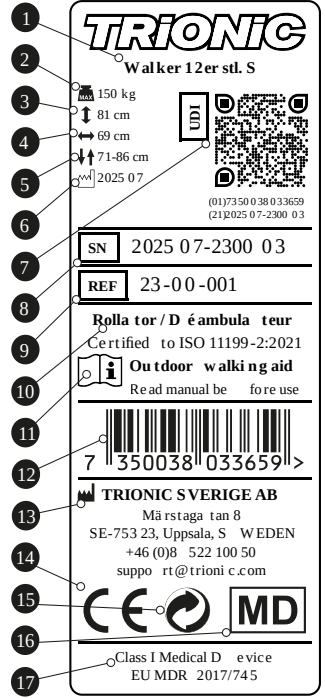 1
TRiONiC
Walker 12er stl. S
2
MAX 150 kg
3
81 cm
UDI
4
69 cm
5
71-86 cm
6
2025 07
(01)7350038033659
(21)202507-2300 03
7
8
SN 2025 07-2300 03
9
REF 23-00-001
10
Rollator/Déambulateur
Certified to ISO 11199-2:2021
11
Outdoor walking aid
Read manual before use
12
7 350038 033659 >
13
TRIONIC SVERIGE AB
Märstagatan 8
SE-753 23, Uppsala, SWEDEN
+46 (0)8 522 100 50
support@trionic.com
14
CE
15
MD
16
17
Class I Medical Device
EU MDR 2017/745